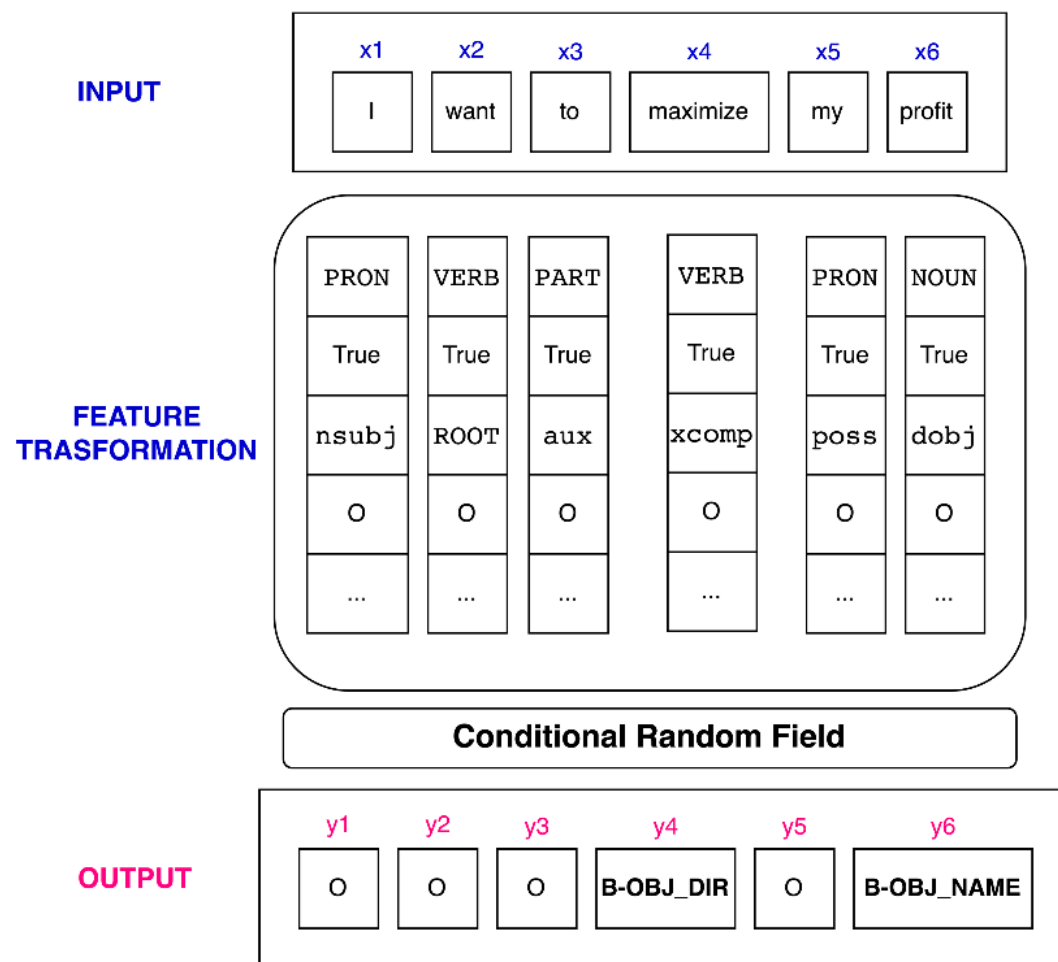 x1 x2 x3 x4 x5 x6
INPUT
I want to maximize my profit
PRON VERB PART VERB PRON NOUN
True True True True True True
FEATURE
TRASFORMATION
nsubj ROOT aux xcomp poss dobj
O O O O O O
... ... ... ... ... ...
Conditional Random Field
y1 y2 y3 y4 y5 y6
OUTPUT
O O O B-OBJ_DIR O B-OBJ_NAME